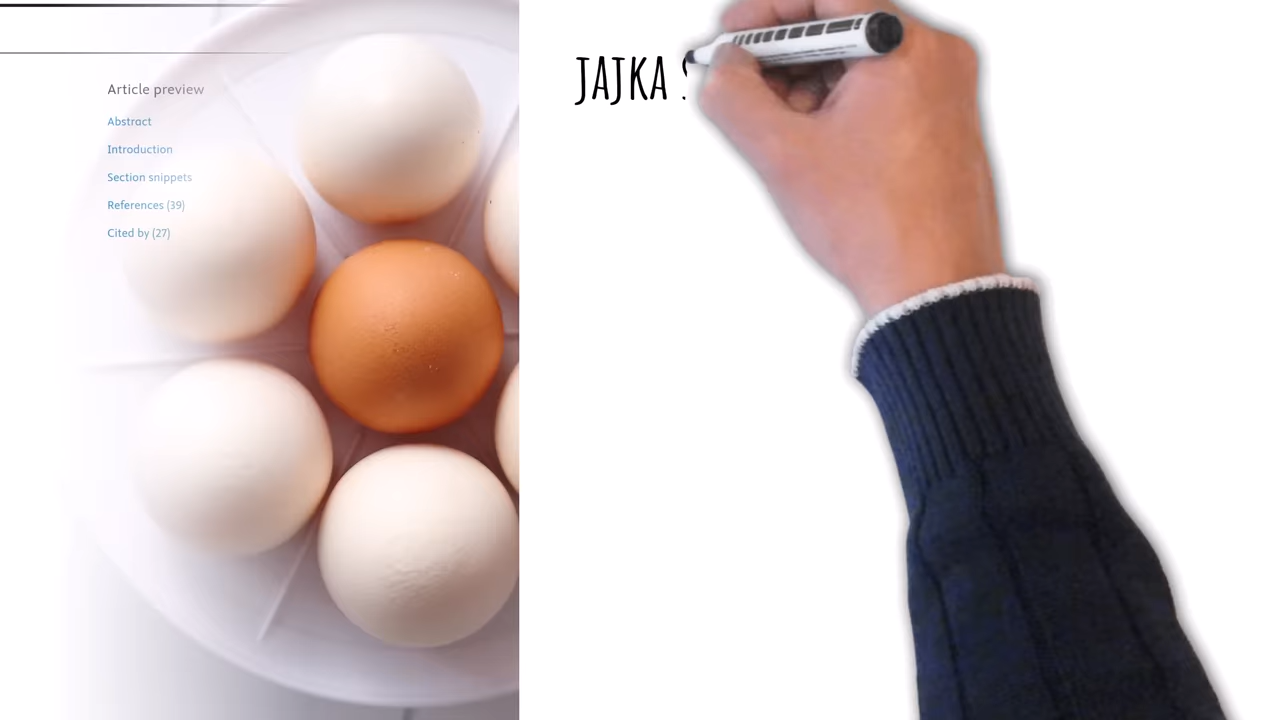 Article preview
Abstract
Introduction
Section snippets
References (39)
Cited by (27)
JAJKA